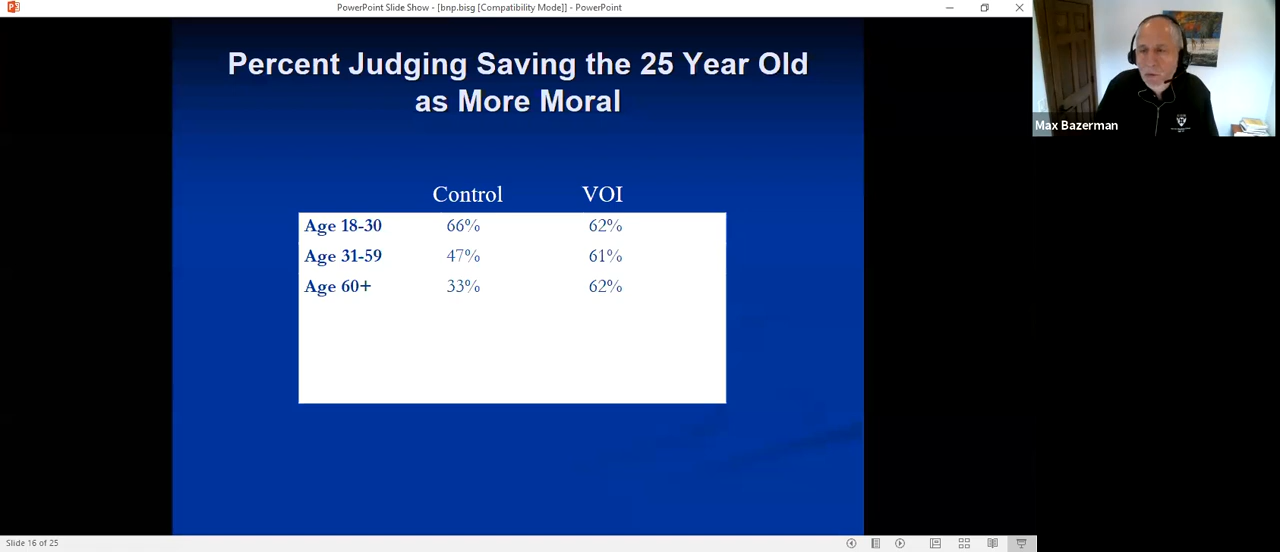 PowerPoint Slide Show - [bnp.bisg [Compatibility Mode]] - PowerPoint
Percent Judging Saving the 25 Year Old
as More Moral
Control VOI
Age 18-30 66% 62%
Age 31-59 47% 61%
Age 60+ 33% 62%
Max Bazerman
Slide 16 of 25